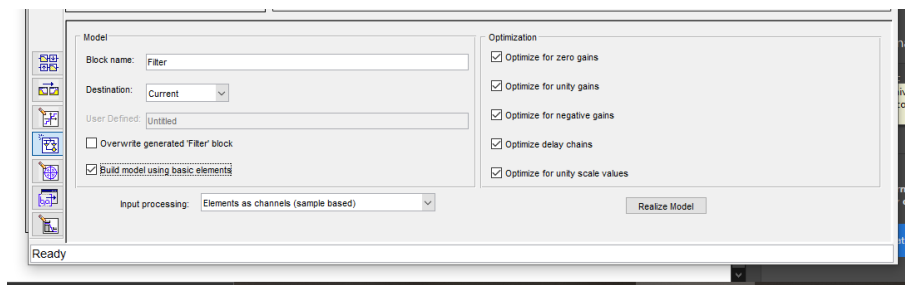 Model
Block name: Filter
Destination: Current
User Defined: Untitled
Overwrite generated 'Filter' block
Build model using basic elements
Input processing: Elements as channels (sample based)
Optimization
Optimize for zero gains
Optimize for unity gains
Optimize for negative gains
Optimize delay chains
Optimize for unity scale values
Realize Model
Ready